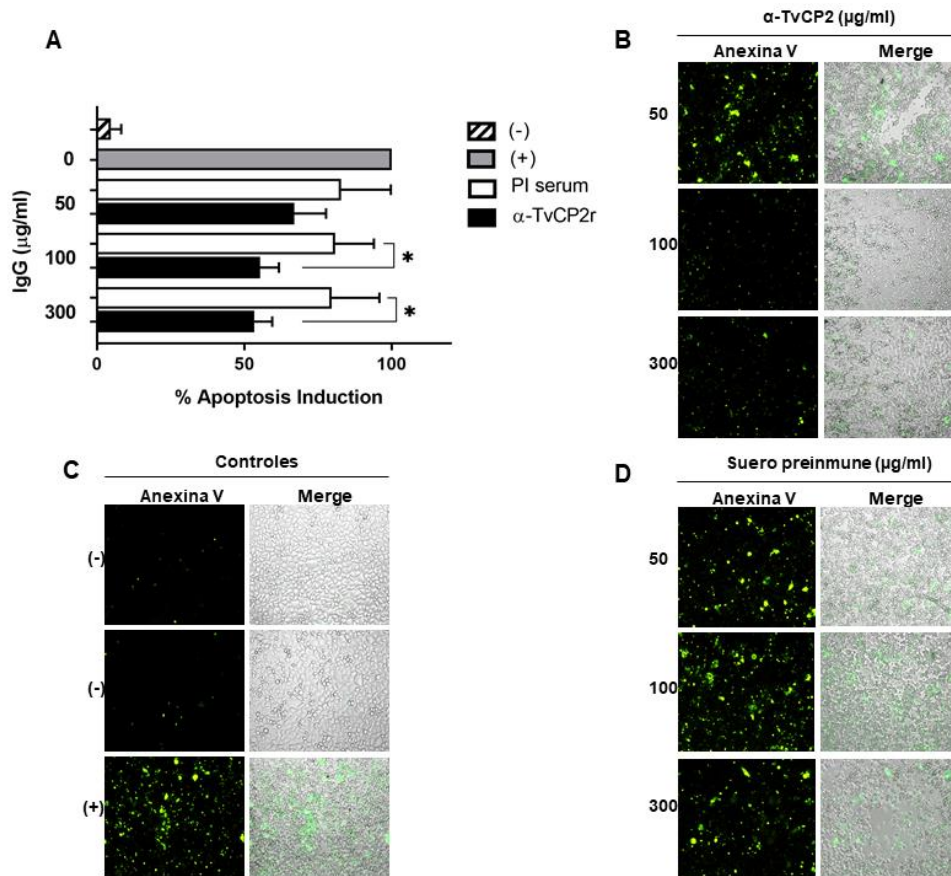 A
(-)
(+)
PI serum
α-TvCP2r
IgG (µg/ml)
0
50
100
300
*
*
0 50 100
% Apoptosis Induction
B
α-TvCP2 (µg/ml)
Anexina V Merge
50
100
300
C
Controles
Anexina V Merge
(-)
(-)
(+)
D
Suero preinmune (µg/ml)
Anexina V Merge
50
100
300